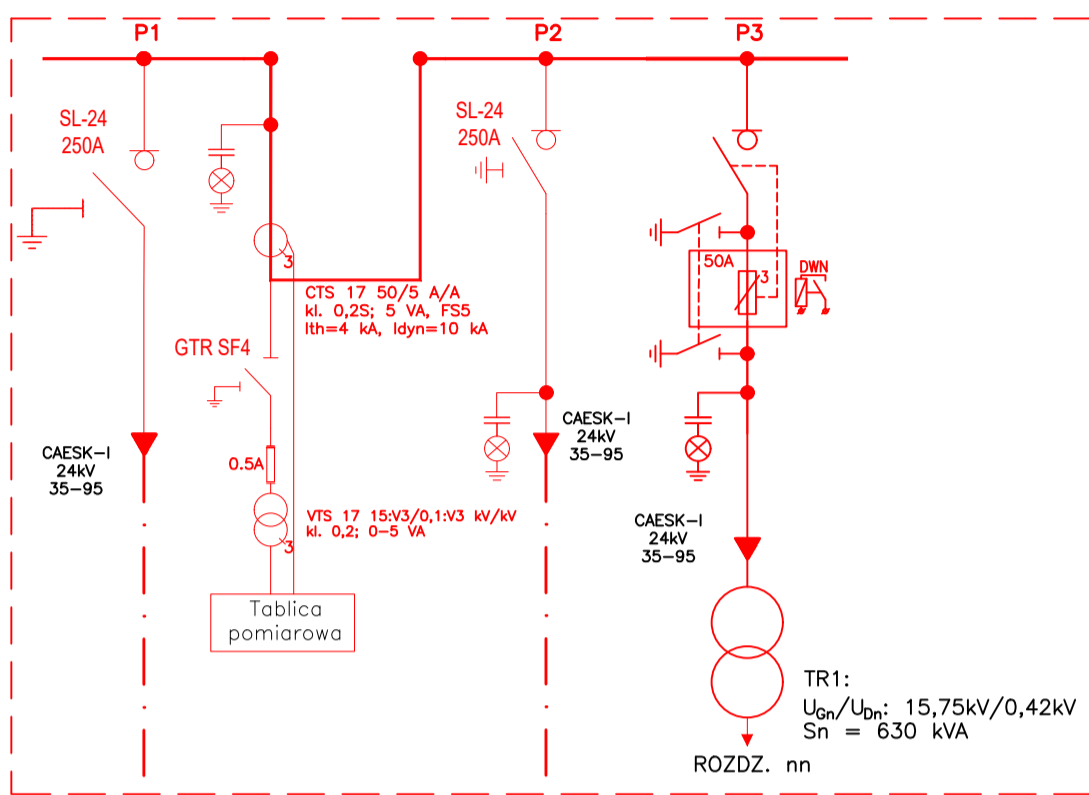 P1
P2
P3
SL-24
250A
SL-24
250A
3
CTS 17 50/5 A/A
kl. 0,2S; 5 VA, FS5
Ith=4 kA, Idyn=10 kA
50A
3
DWN
GTR SF4
CAESK-I
24kV
35-95
0.5A
VTS 17 15:V3/0,1:V3 kV/kV
kl. 0,2; 0-5 VA
3
CAESK-I
24kV
35-95
CAESK-I
24kV
35-95
Tablica
pomiarowa
TR1:
UGn/UDn: 15,75kV/0,42kV
Sn = 630 kVA
ROZDZ. nn